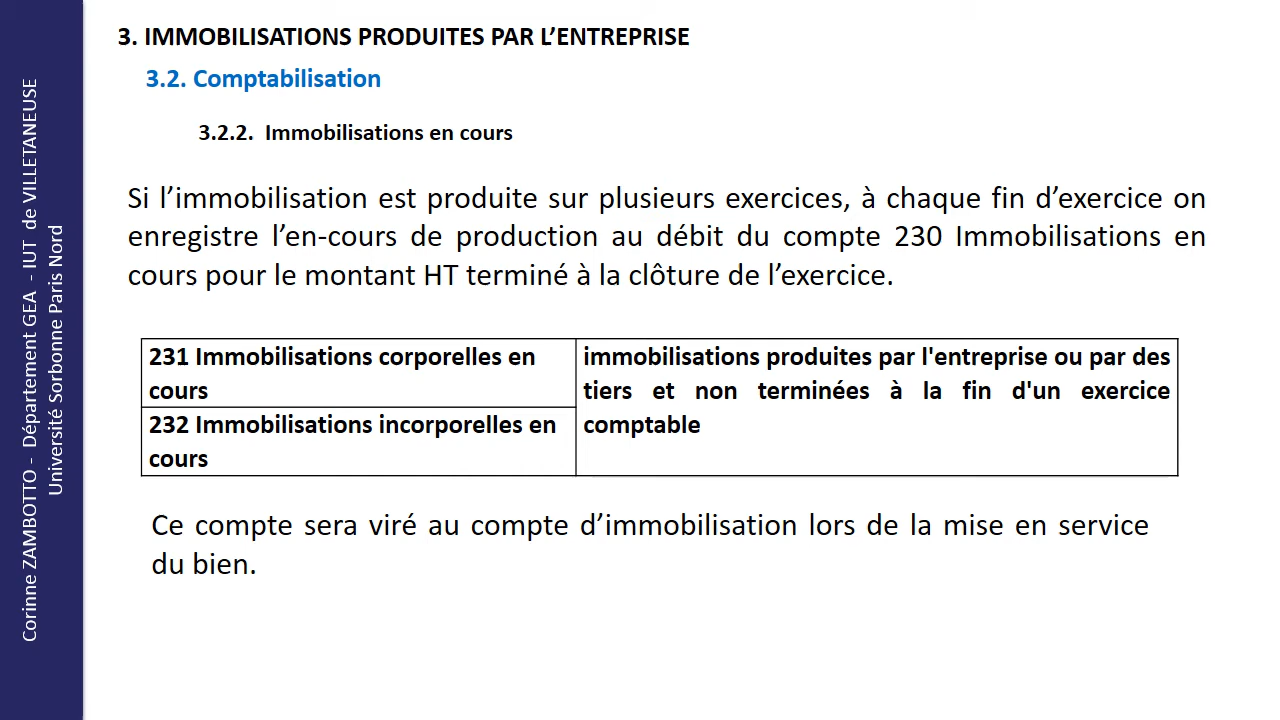 3. IMMOBILISATIONS PRODUITES PAR L’ENTREPRISE
3.2. Comptabilisation
3.2.2. Immobilisations en cours
Si l’immobilisation est produite sur plusieurs exercices, à chaque fin d’exercice on
enregistre l’en-cours de production au débit du compte 230 Immobilisations en
cours pour le montant HT terminé à la clôture de l’exercice.
231 Immobilisations corporelles en
cours
232 Immobilisations incorporelles en
cours
immobilisations produites par l'entreprise ou par des
tiers et non terminées à la fin d'un exercice
comptable
Ce compte sera viré au compte d’immobilisation lors de la mise en service
du bien.
Corinne ZAMBOTTO - Département GEA - IUT de VILLETANEUSE
Université Sorbonne Paris Nord